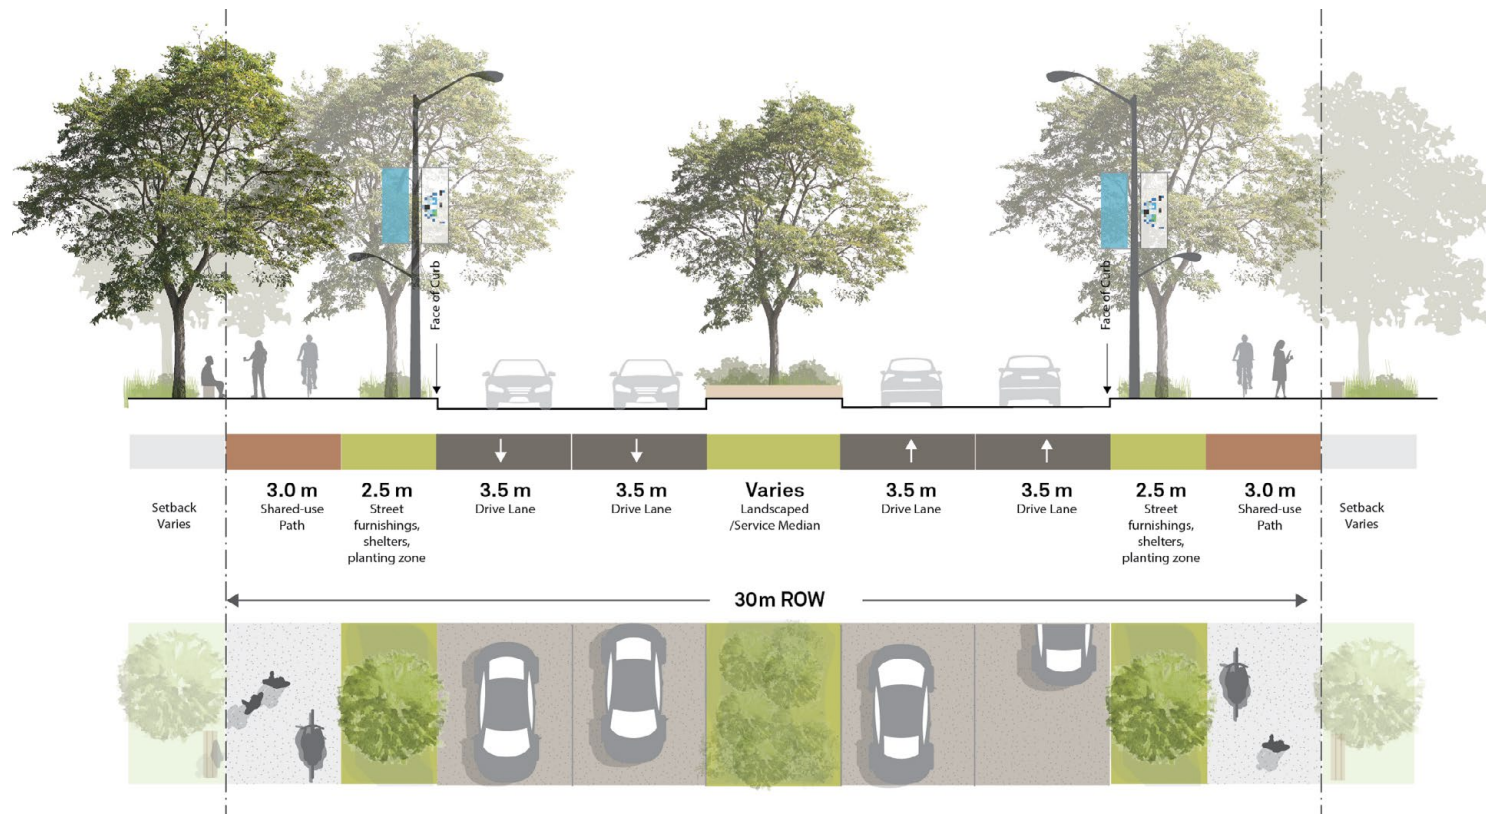 Face of Curb
Face of Curb
Setback
Varies
3.0 m
Shared-use
Path
2.5 m
Street
furnishings,
shelters,
planting zone
3.5 m
Drive Lane
3.5 m
Drive Lane
Varies
Landscaped
/Service Median
3.5 m
Drive Lane
3.5 m
Drive Lane
2.5 m
Street
furnishings,
shelters,
planting zone
3.0 m
Shared-use
Path
Setback
Varies
30m ROW